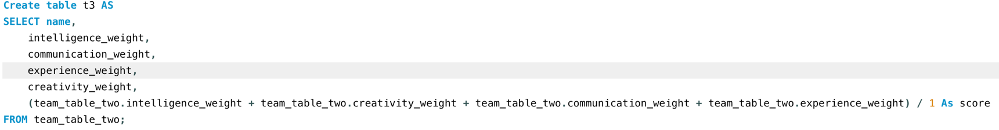 Create table t3 AS
SELECT name,
    intelligence_weight,
    communication_weight,
    experience_weight,
    creativity_weight,
    (team_table_two.intelligence_weight + team_table_two.creativity_weight + team_table_two.communication_weight + team_table_two.experience_weight) / 1 As score
FROM team_table_two;